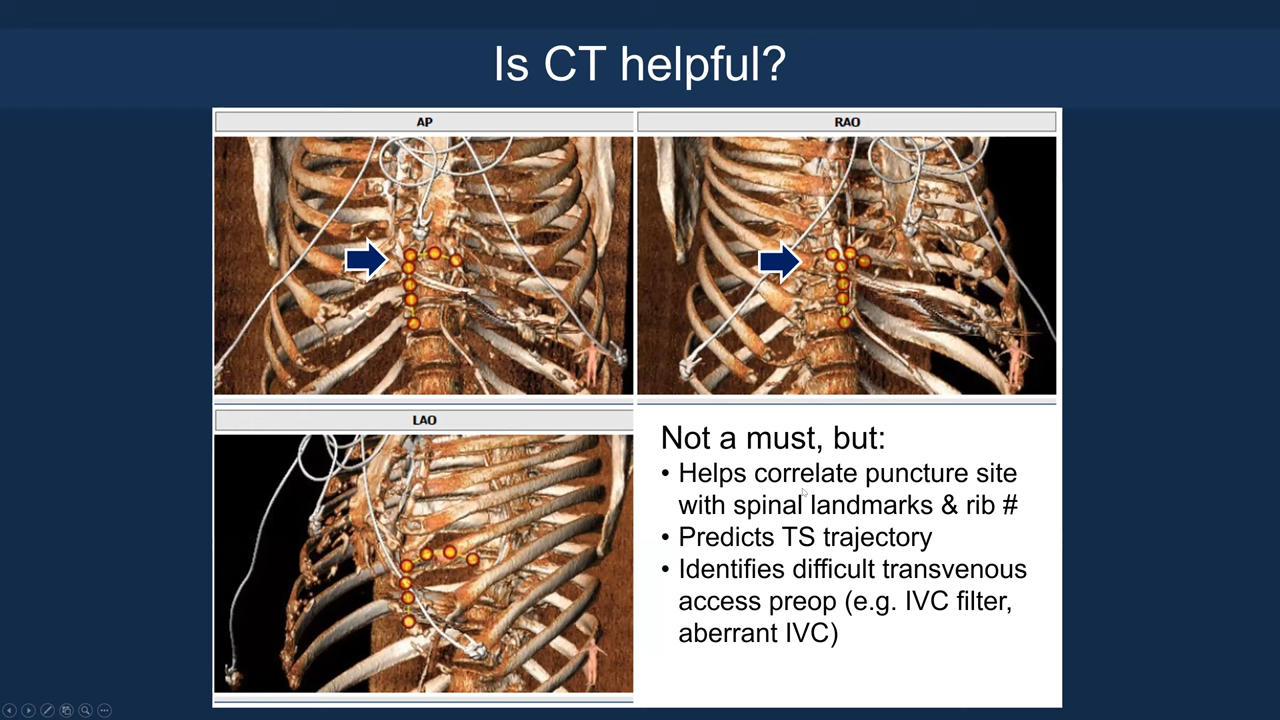 Is CT helpful?
AP
RAO
LAO
Not a must, but:
• Helps correlate puncture site
with spinal landmarks & rib #
• Predicts TS trajectory
• Identifies difficult transvenous
access preop (e.g. IVC filter,
aberrant IVC)